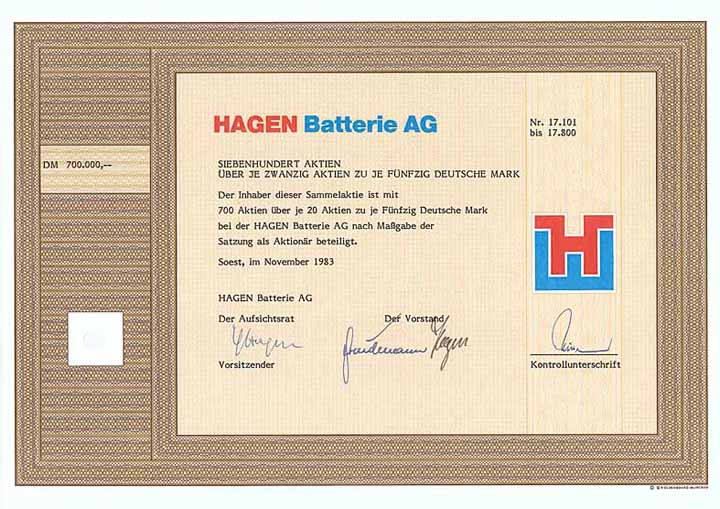 HAGEN Batterie AG
Nr. 17.101
bis 17.800
DM 700.000,--
SIEBENHUNDERT AKTIEN
ÜBER JE ZWANZIG AKTIEN ZU JE FÜNFZIG DEUTSCHE MARK
Der Inhaber dieser Sammelaktie ist mit
700 Aktien über je 20 Aktien zu je Fünfzig Deutsche Mark
bei der HAGEN Batterie AG nach Maßgabe der
Satzung als Aktionär beteiligt.
Soest, im November 1983
H
HAGEN Batterie AG
Der Aufsichtsrat
Der Vorstand
Vorsitzender
Kontrollunterschrift